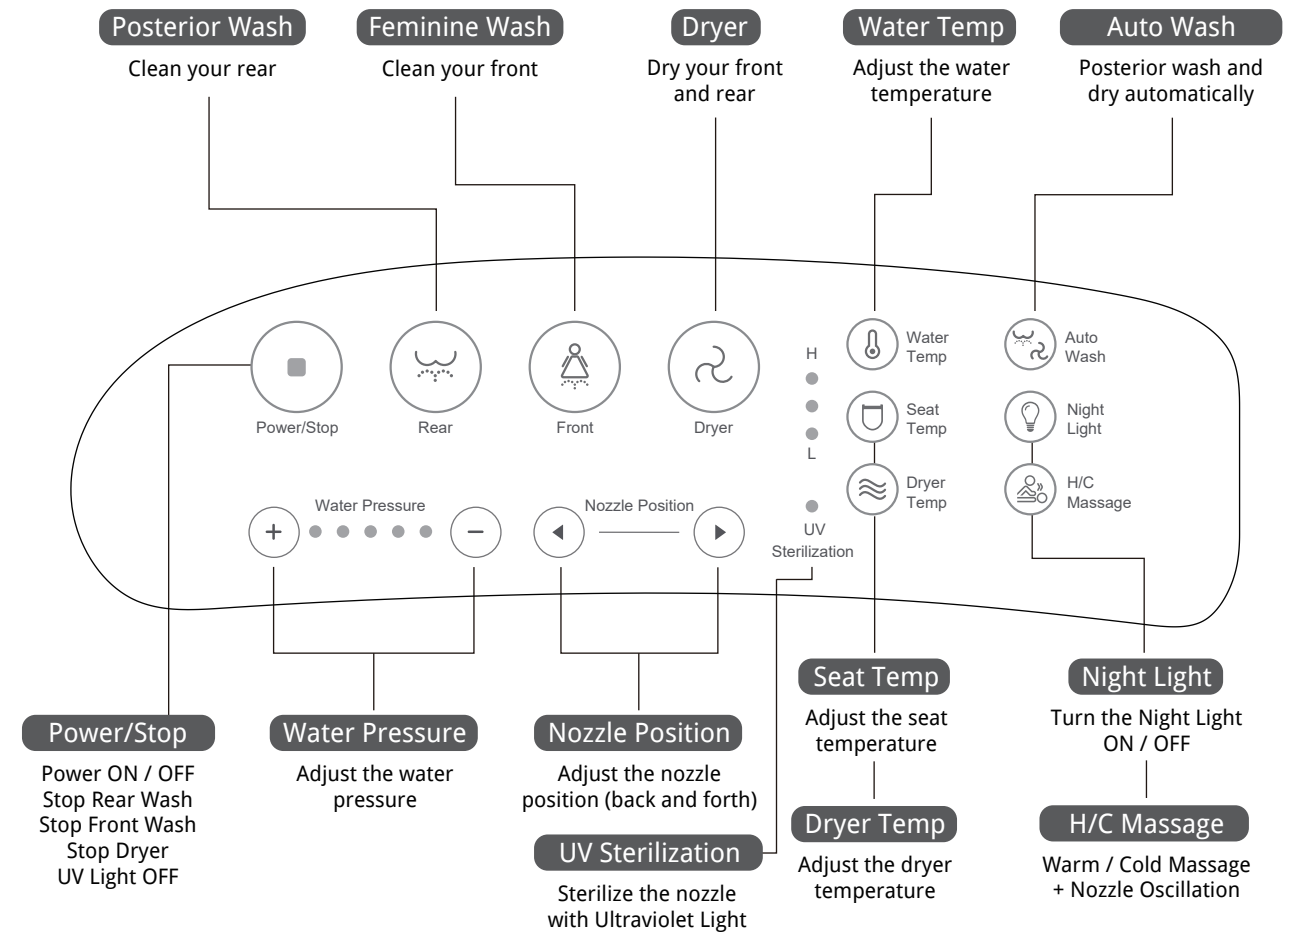 Posterior Wash
Clean your rear
Feminine Wash
Clean your front
Dryer
Dry your front
and rear
Water Temp
Adjust the water
temperature
Auto Wash
Posterior wash and
dry automatically
Power/Stop
Rear
Front
Dryer
H
L
Water
Temp
Seat
Temp
Dryer
Temp
Auto
Wash
Night
Light
H/C
Massage
+
Water Pressure
−
Nozzle Position
UV
Sterilization
Power/Stop
Power ON / OFF
Stop Rear Wash
Stop Front Wash
Stop Dryer
UV Light OFF
Water Pressure
Adjust the water
pressure
Nozzle Position
Adjust the nozzle
position (back and forth)
UV Sterilization
Sterilize the nozzle
with Ultraviolet Light
Seat Temp
Adjust the seat
temperature
Dryer Temp
Adjust the dryer
temperature
Night Light
Turn the Night Light
ON / OFF
H/C Massage
Warm / Cold Massage
+ Nozzle Oscillation